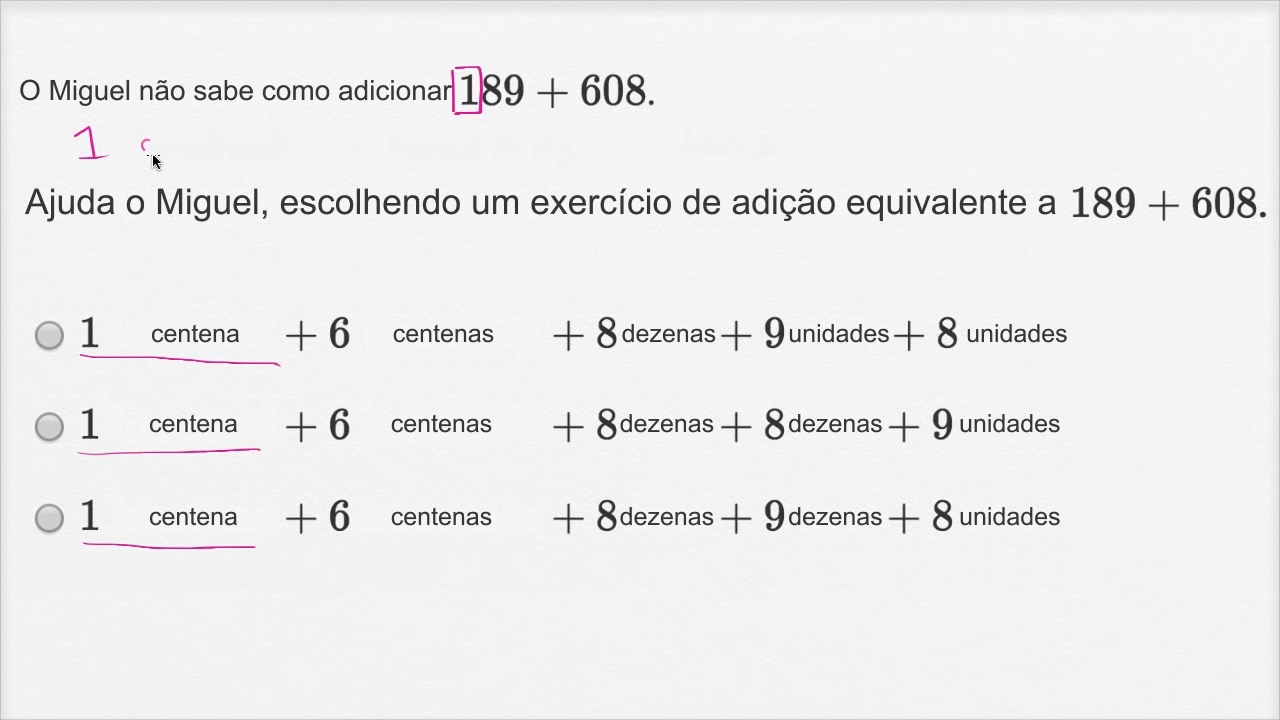 O Miguel não sabe como adicionar 189 + 608.
1
Ajuda o Miguel, escolhendo um exercício de adição equivalente a 189 + 608.
1 centena + 6 centenas + 8 dezenas + 9 unidades + 8 unidades
1 centena + 6 centenas + 8 dezenas + 8 dezenas + 9 unidades
1 centena + 6 centenas + 8 dezenas + 9 dezenas + 8 unidades